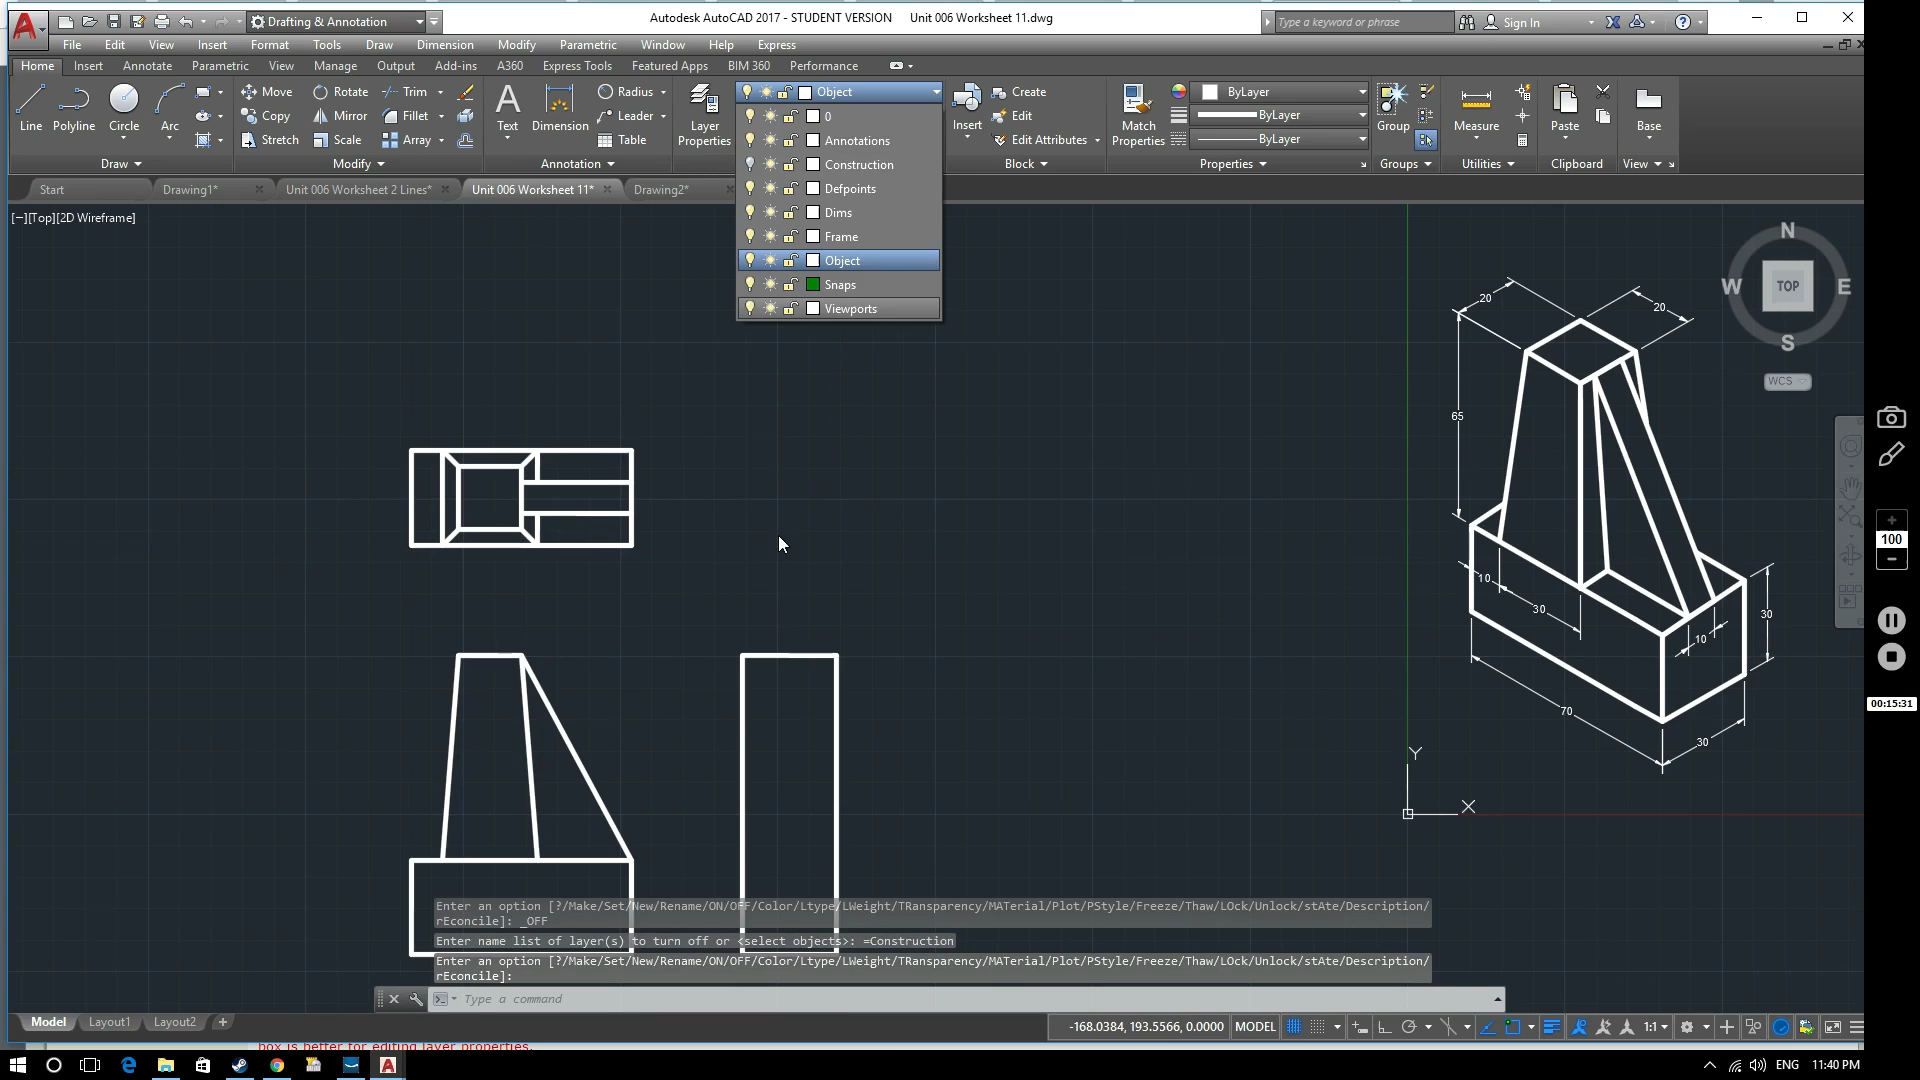 Drafting & Annotation
Autodesk AutoCAD 2017 - STUDENT VERSION Unit 006 Worksheet 11.dwg
Type a keyword or phrase
Sign In
File Edit View Insert Format Tools Draw Dimension Modify Parametric Window Help Express
Home Insert Annotate Parametric View Manage Output Add-ins A360 Express Tools Featured Apps BIM 360 Performance
Line Polyline Circle Arc
Draw
Move Rotate Trim
Copy Mirror Fillet
Stretch Scale Array
Modify
Text Dimension
Radius
Leader
Table
Annotation
Layer
Properties
Object
0
Annotations
Construction
Defpoints
Dims
Frame
Object
Snaps
Viewports
Insert
Create
Edit
Edit Attributes
Block
Match
Properties
ByLayer
ByLayer
ByLayer
Properties
Group
Groups
Measure
Utilities
Paste
Clipboard
Base
View
Start Drawing1* Unit 006 Worksheet 2 Lines* Unit 006 Worksheet 11* Drawing2*
[−][Top][2D Wireframe]
N
W TOP E
S
WCS
20
20
65
10
30
10
30
70
30
Y
X
100
00:15:31
Enter an option [?/Make/Set/New/Rename/ON/OFF/Color/Ltype/LWeight/TRansparency/MATerial/Plot/PStyle/Freeze/Thaw/LOck/Unlock/stAte/Description/
rEconcile]: _OFF
Enter name list of layer(s) to turn off or <select objects>: =Construction
Enter an option [?/Make/Set/New/Rename/ON/OFF/Color/Ltype/LWeight/TRansparency/MATerial/Plot/PStyle/Freeze/Thaw/LOck/Unlock/stAte/Description/
rEconcile]:
Type a command
Model Layout1 Layout2
-168.0384, 193.5566, 0.0000 MODEL 1:1
box is better for editing layer properties.
ENG 11:40 PM